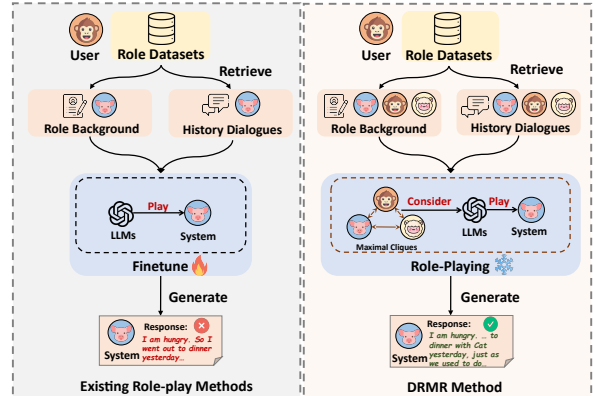 User
Role Datasets
Retrieve
Role Background
History Dialogues
Play
LLMs
System
Finetune
Generate
Response:
I am hungry. So I
went out to dinner
yesterday...
System
Existing Role-play Methods
User
Role Datasets
Retrieve
Role Background
History Dialogues
Consider
Play
LLMs
System
Maximal Cliques
Role-Playing
Generate
Response:
I am hungry. ... to
dinner with Cat
yesterday, just as
we used to do...
System
DRMR Method